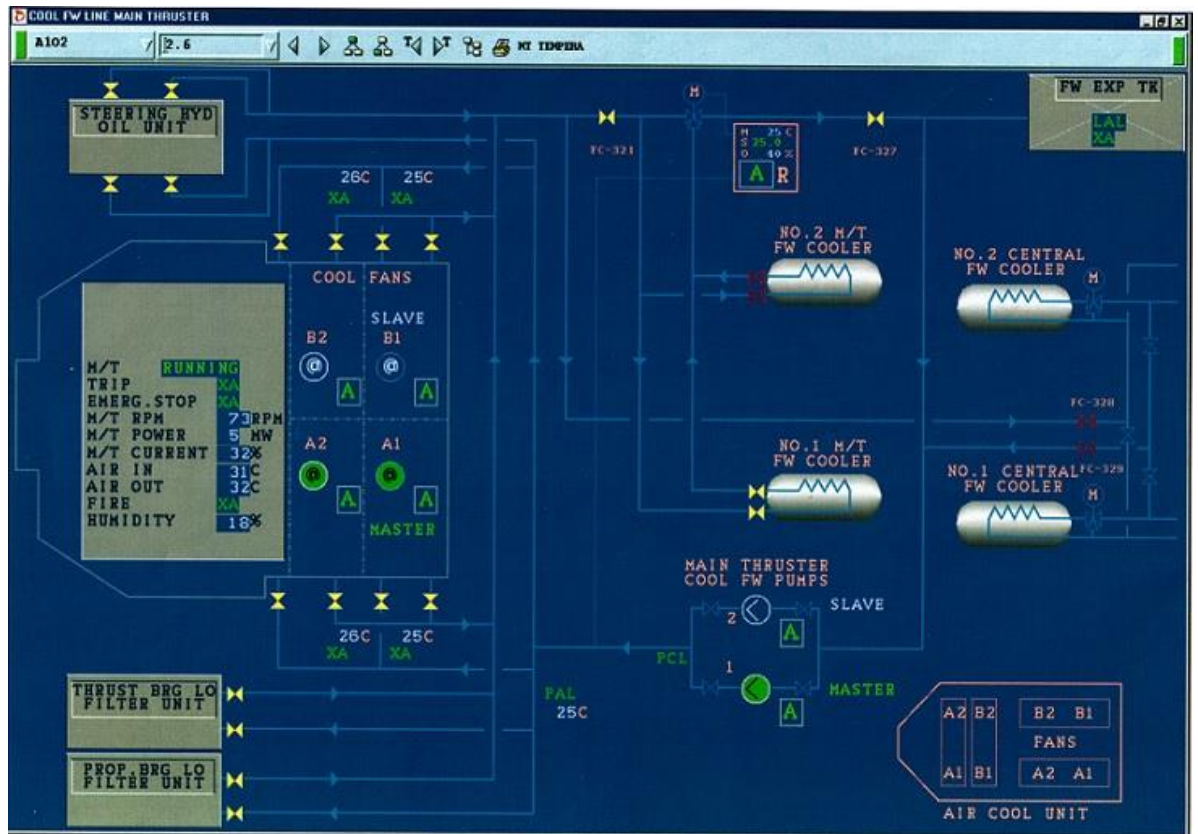 COOL FW LINE MAIN THRUSTER
A102
2.6
T
T
MT TEMPERA
STEERING HYD
OIL UNIT
M
FW EXP TK
LAL
XA
FC-321
M 25 C
S 25.0
O 40 %
A R
FC-327
26C 25C
XA XA
NO.2 M/T
FW COOLER
NO.2 CENTRAL
FW COOLER
M
COOL FANS
SLAVE
B2 B1
@ @
A A
M/T RUNNING
TRIP XA
EMERG.STOP XA
M/T RPM 73RPM
M/T POWER 5 MW
M/T CURRENT 32%
AIR IN 31C
AIR OUT 32C
FIRE XA
HUMIDITY 18%
A2 A1
@ @
A A
MASTER
FC-328
NO.1 M/T
FW COOLER
FC-329
NO.1 CENTRAL
FW COOLER
M
MAIN THRUSTER
COOL FW PUMPS
2 SLAVE
A
26C 25C
XA XA
PCL
1 MASTER
A
THRUST BRG LO
FILTER UNIT
PAL
25C
PROP.BRG LO
FILTER UNIT
A2 B2 B2 B1
FANS
A1 B1 A2 A1
AIR COOL UNIT